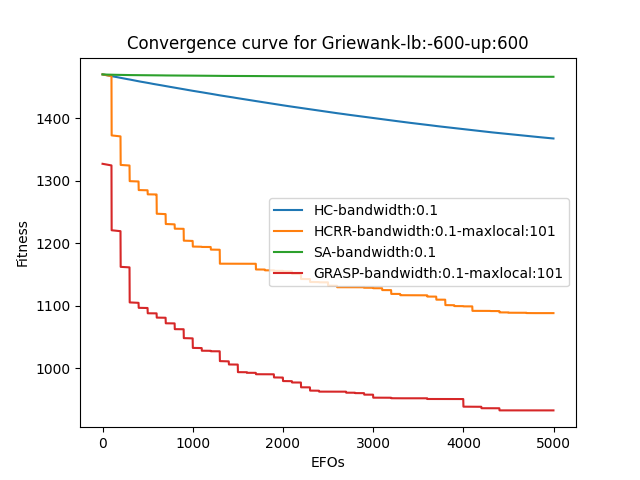 Convergence curve for Griewank-lb:-600-up:600
Fitness
1400
1300
1200
1100
1000
HC-bandwidth:0.1
HCRR-bandwidth:0.1-maxlocal:101
SA-bandwidth:0.1
GRASP-bandwidth:0.1-maxlocal:101
0 1000 2000 3000 4000 5000
EFOs